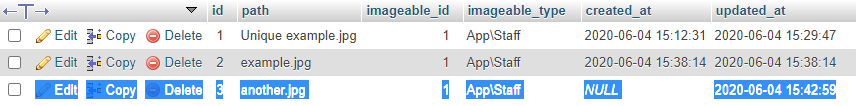 id path imageable_id imageable_type created_at updated_at
Edit Copy Delete 1 Unique example.jpg 1 App\Staff 2020-06-04 15:12:31 2020-06-04 15:29:47
Edit Copy Delete 2 example.jpg 1 App\Staff 2020-06-04 15:38:14 2020-06-04 15:38:14
Edit Copy Delete 3 another.jpg 1 App\Staff NULL 2020-06-04 15:42:59